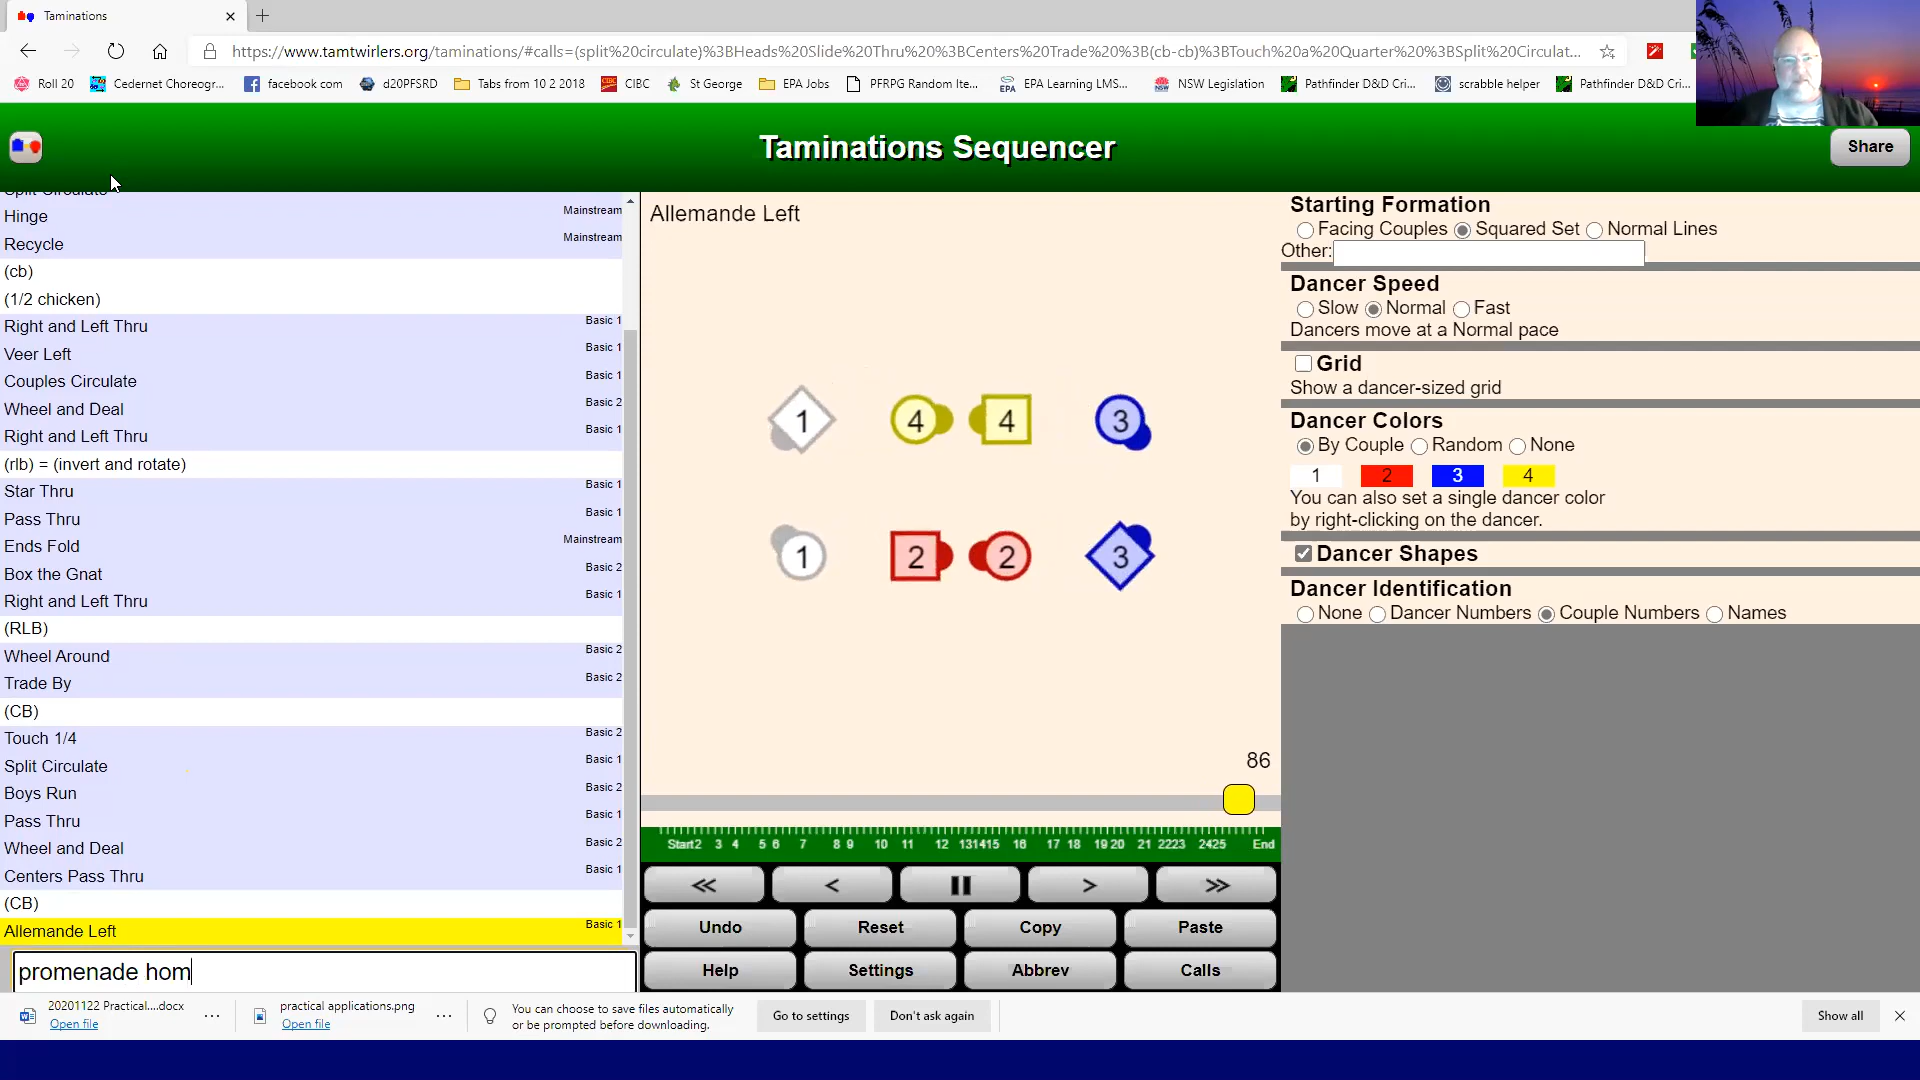 Taminations
https://www.tamtwirlers.org/taminations/#calls=(split%20circulate)%3BHeads%20Slide%20Thru%20%3BCenters%20Trade%20%3B(cb-cb)%3BTouch%20a%20Quarter%20%3BSplit%20Circulat...
Roll 20 Cedernet Choreogr... facebook.com d20PFSRD Tabs from 10 2 2018 CIBC St George EPA Jobs PFRPG Random Ite... EPA Learning LMS... NSW Legislation Pathfinder D&D Cri... scrabble helper Pathfinder D&D Cri...
Taminations Sequencer
Share
Split Circulate
Hinge Mainstream
Recycle Mainstream
(cb)
(1/2 chicken)
Right and Left Thru Basic 1
Veer Left Basic 1
Couples Circulate Basic 1
Wheel and Deal Basic 2
Right and Left Thru Basic 1
(rlb) = (invert and rotate)
Star Thru Basic 1
Pass Thru Basic 1
Ends Fold Mainstream
Box the Gnat Basic 2
Right and Left Thru Basic 1
(RLB)
Wheel Around Basic 2
Trade By Basic 2
(CB)
Touch 1/4 Basic 2
Split Circulate Basic 1
Boys Run Basic 2
Pass Thru Basic 1
Wheel and Deal Basic 2
Centers Pass Thru Basic 1
(CB)
Allemande Left Basic 1
promenade hom
Allemande Left
1 4 4 3
1 2 2 3
86
Start2 3 4 5 6 7 8 9 10 11 12 131415 16 17 18 1920 21 2223 2425 End
<< < > >>
Undo Reset Copy Paste
Help Settings Abbrev Calls
Starting Formation
Facing Couples Squared Set Normal Lines
Other:
Dancer Speed
Slow Normal Fast
Dancers move at a Normal pace
Grid
Show a dancer-sized grid
Dancer Colors
By Couple Random None
1 2 3 4
You can also set a single dancer color
by right-clicking on the dancer.
Dancer Shapes
Dancer Identification
None Dancer Numbers Couple Numbers Names
20201122 Practical....docx
Open file
practical applications.png
Open file
You can choose to save files automatically
or be prompted before downloading.
Go to settings
Don't ask again
Show all